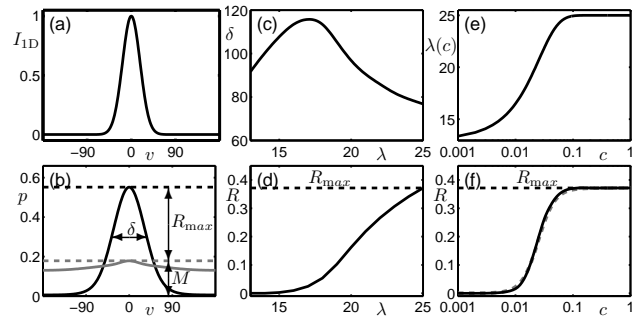 (a)
I1D
1
0.5
0
−90 0 v 90
(c)
δ
140
120
100
80
60
15 20 λ 25
(e)
λ(c)
25
20
15
0.001 0.01 0.1 c 1
(b)
p
0.6
0.4
0.2
0
δ
Rmax
M
−90 0 v 90
(d)
Rmax
R
0.4
0.3
0.2
0.1
0
15 20 λ 25
(f)
Rmax
R
0.4
0.3
0.2
0.1
0
0.001 0.01 0.1 c 1